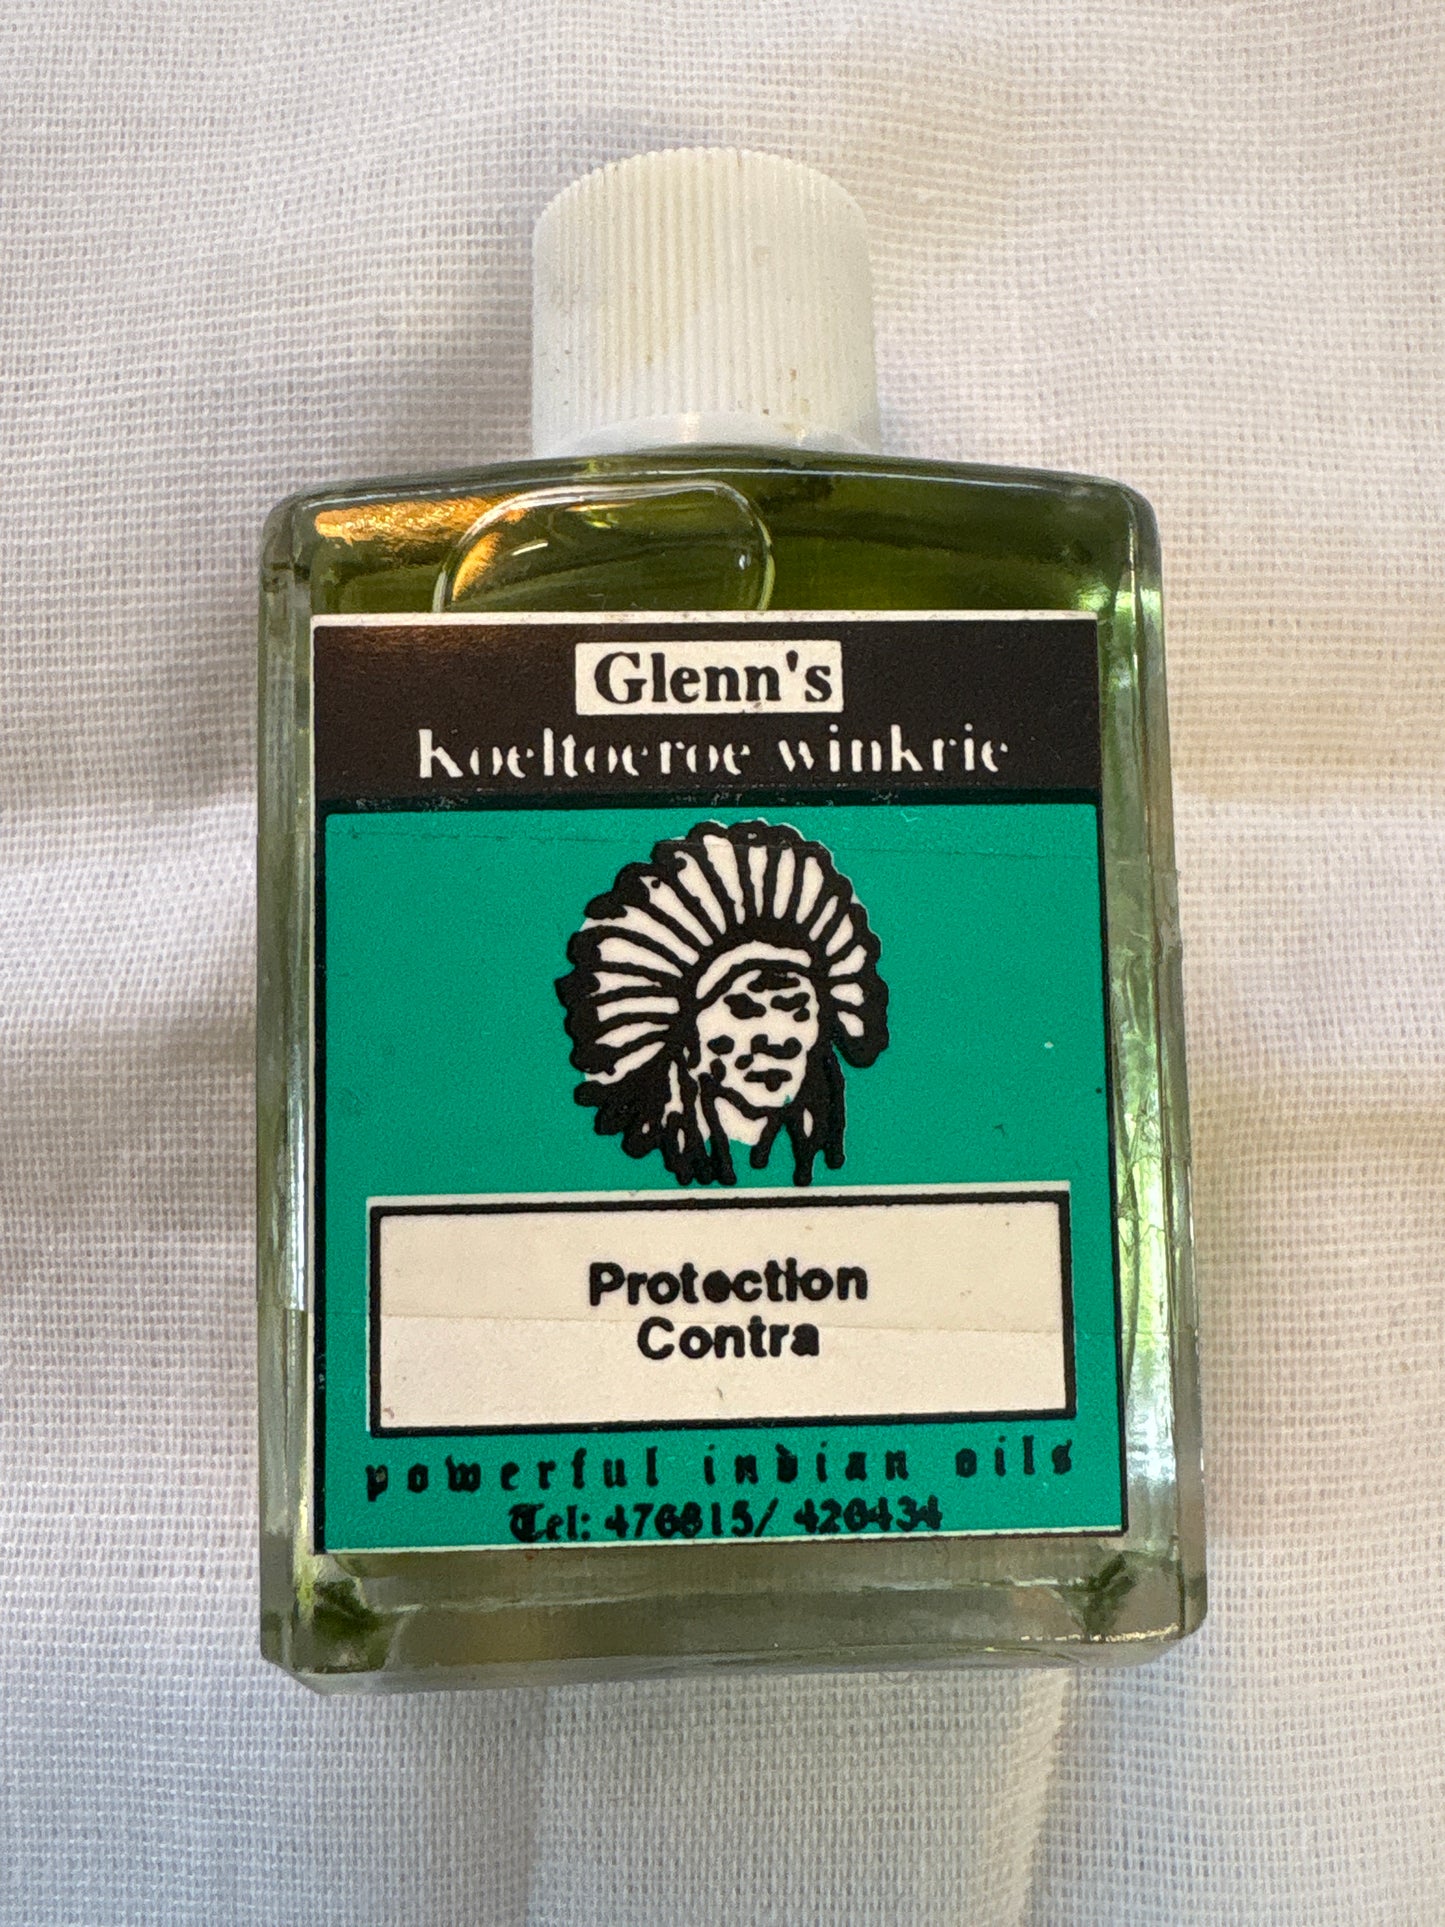 Glenn's
Koeltoeroe winkrie
Protection
Contra
powerful indian oils
Tel: 476815/ 420434